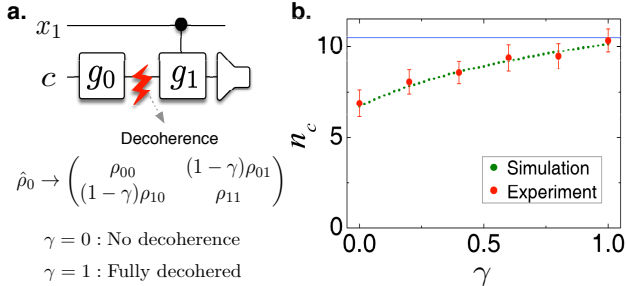 a.
x₁
c g₀ g₁
Decoherence
ρ̂₀ → ( ρ₀₀ (1 − γ)ρ₀₁
(1 − γ)ρ₁₀ ρ₁₁ )
γ = 0 : No decoherence
γ = 1 : Fully decohered
b.
10
5
0
n_c
0.0 0.5 1.0
γ
Simulation
Experiment